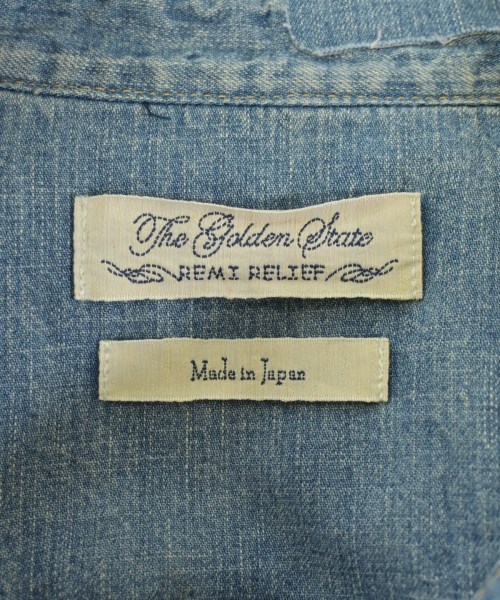 The Golden State
REMI RELIEF
Made in Japan